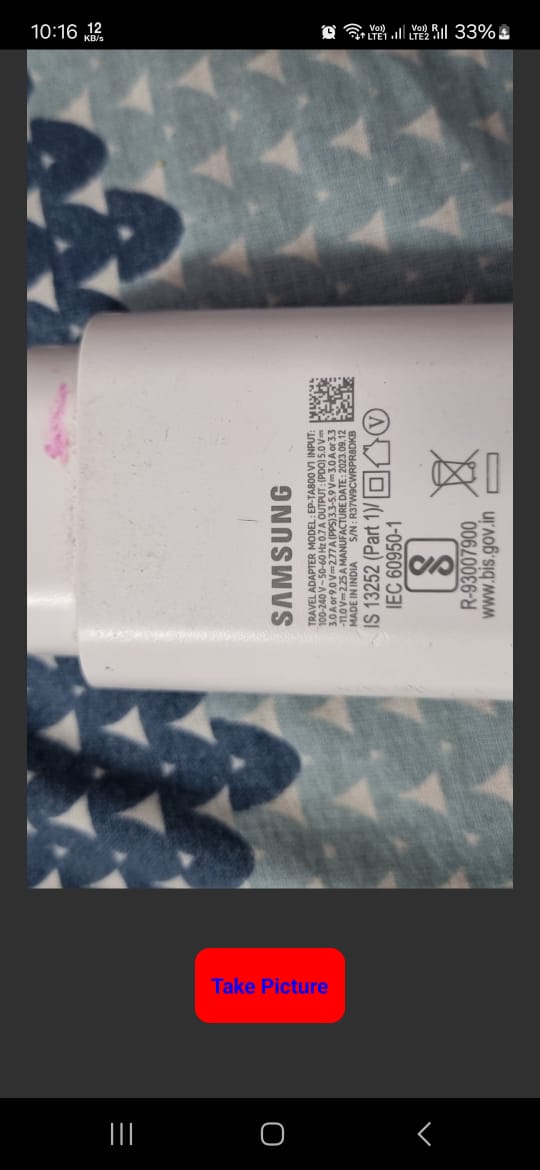 10:16 12 KB/s Vo) LTE1 Vo) LTE2 R 33%
SAMSUNG
TRAVEL ADAPTER MODEL : EP-TA800 V1 INPUT:
100-240 V ~ 50-60 Hz 0.7 A OUTPUT : (PDO) 5.0 V⎓
3.0 A or 9.0 V⎓2.77 A (PPS) 3.3-5.9 V⎓ 3.0 A or 3.3
-11.0 V⎓ 2.25 A MANUFACTURE DATE : 2023.09.12
MADE IN INDIA S/N : R37W9CWRPR8DKB
IS 13252 (Part 1)/
IEC 60950-1
V
R-93007900
www.bis.gov.in
Take Picture